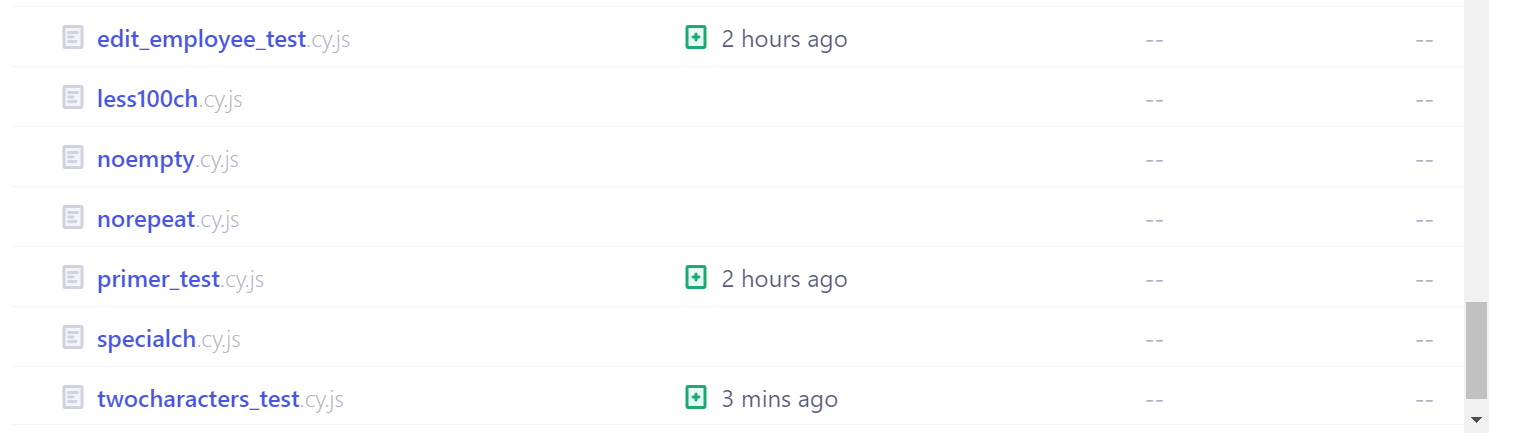 edit_employee_test.cy.js 2 hours ago -- --
less100ch.cy.js -- --
noempty.cy.js -- --
norepeat.cy.js -- --
primer_test.cy.js 2 hours ago -- --
specialch.cy.js -- --
twocharacters_test.cy.js 3 mins ago -- --